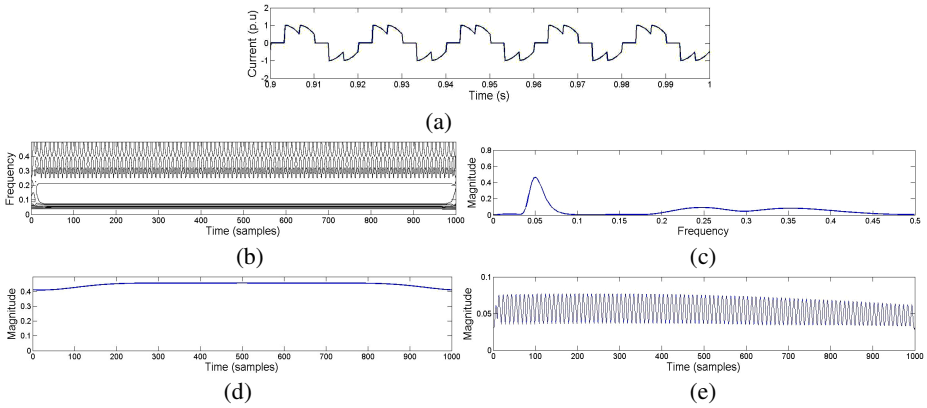 Current (p.u)
2
1
0
-1
-2
0.9 0.91 0.92 0.93 0.94 0.95 0.96 0.97 0.98 0.99 1
Time (s)
(a)
Frequency
0.4
0.3
0.2
0.1
0
0 100 200 300 400 500 600 700 800 900 1000
Time (samples)
(b)
Magnitude
0.8
0.6
0.4
0.2
0
0 0.05 0.1 0.15 0.2 0.25 0.3 0.35 0.4 0.45 0.5
Frequency
(c)
Magnitude
0.4
0.3
0.2
0.1
0
0 100 200 300 400 500 600 700 800 900 1000
Time (samples)
(d)
Magnitude
0.1
0.05
0
0 100 200 300 400 500 600 700 800 900 1000
Time (samples)
(e)